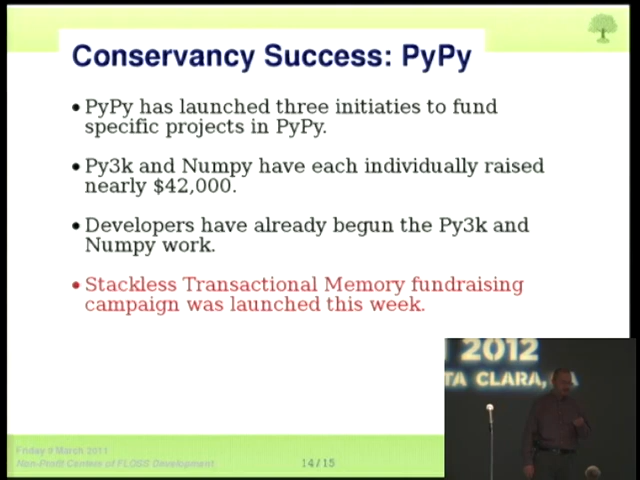 Conservancy Success: PyPy
• PyPy has launched three initiaties to fund
specific projects in PyPy.
• Py3k and Numpy have each individually raised
nearly $42,000.
• Developers have already begun the Py3k and
Numpy work.
• Stackless Transactional Memory fundraising
campaign was launched this week.
2012
TA CLARA, CA
Friday 9 March 2011
Non-Profit Centers of FLOSS Development
14/15